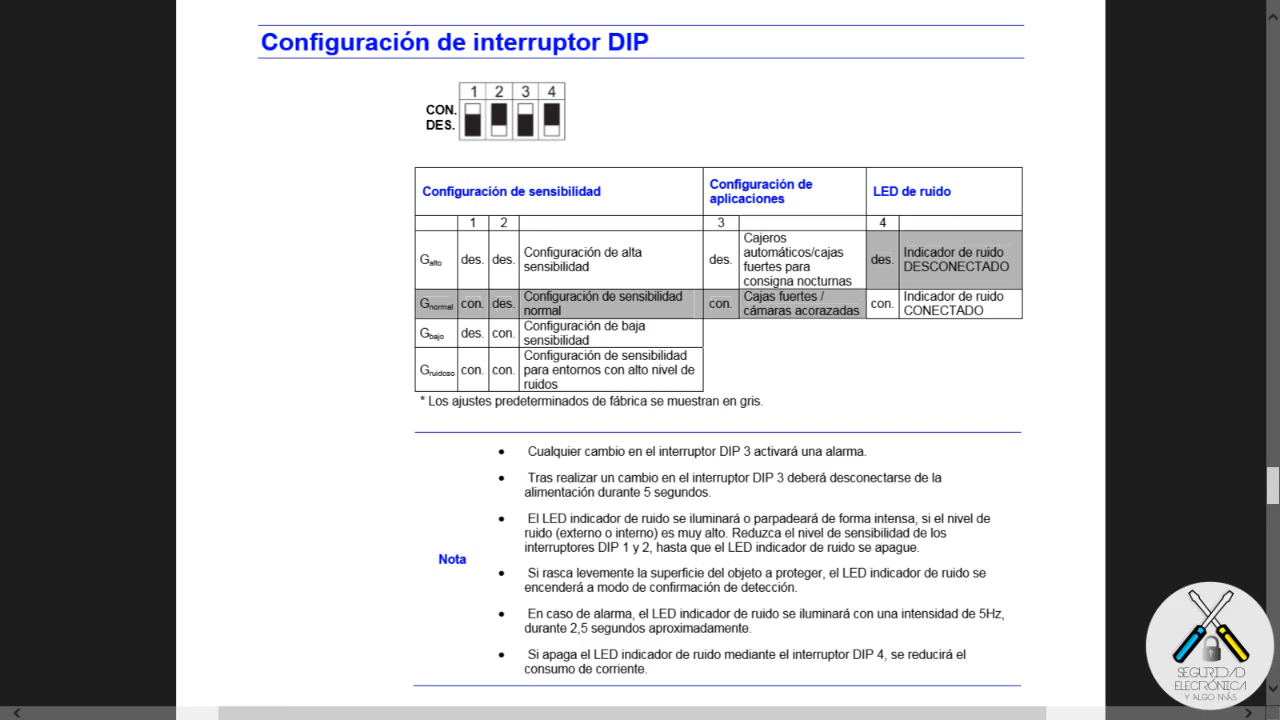 Configuración de interruptor DIP
1 2 3 4
CON.
DES.
Configuración de sensibilidad
Configuración de
aplicaciones
LED de ruido
1 2 3 4
Galto des. des. Configuración de alta
sensibilidad
des. Cajeros
automáticos/cajas
fuertes para
consigna nocturnas
des. Indicador de ruido
DESCONECTADO
Gnormal con. des. Configuración de sensibilidad
normal
con. Cajas fuertes /
cámaras acorazadas
con. Indicador de ruido
CONECTADO
Gbajo des. con. Configuración de baja
sensibilidad
Gruidoso con. con. Configuración de sensibilidad
para entornos con alto nivel de
ruidos
* Los ajustes predeterminados de fábrica se muestran en gris.
Nota
• Cualquier cambio en el interruptor DIP 3 activará una alarma.
• Tras realizar un cambio en el interruptor DIP 3 deberá desconectarse de la
alimentación durante 5 segundos.
• El LED indicador de ruido se iluminará o parpadeará de forma intensa, si el nivel de
ruido (externo o interno) es muy alto. Reduzca el nivel de sensibilidad de los
interruptores DIP 1 y 2, hasta que el LED indicador de ruido se apague.
• Si rasca levemente la superficie del objeto a proteger, el LED indicador de ruido se
encenderá a modo de confirmación de detección.
• En caso de alarma, el LED indicador de ruido se iluminará con una intensidad de 5Hz,
durante 2,5 segundos aproximadamente.
• Si apaga el LED indicador de ruido mediante el interruptor DIP 4, se reducirá el
consumo de corriente.
SEGURIDAD
ELECTRÓNICA
Y ALGO MÁS